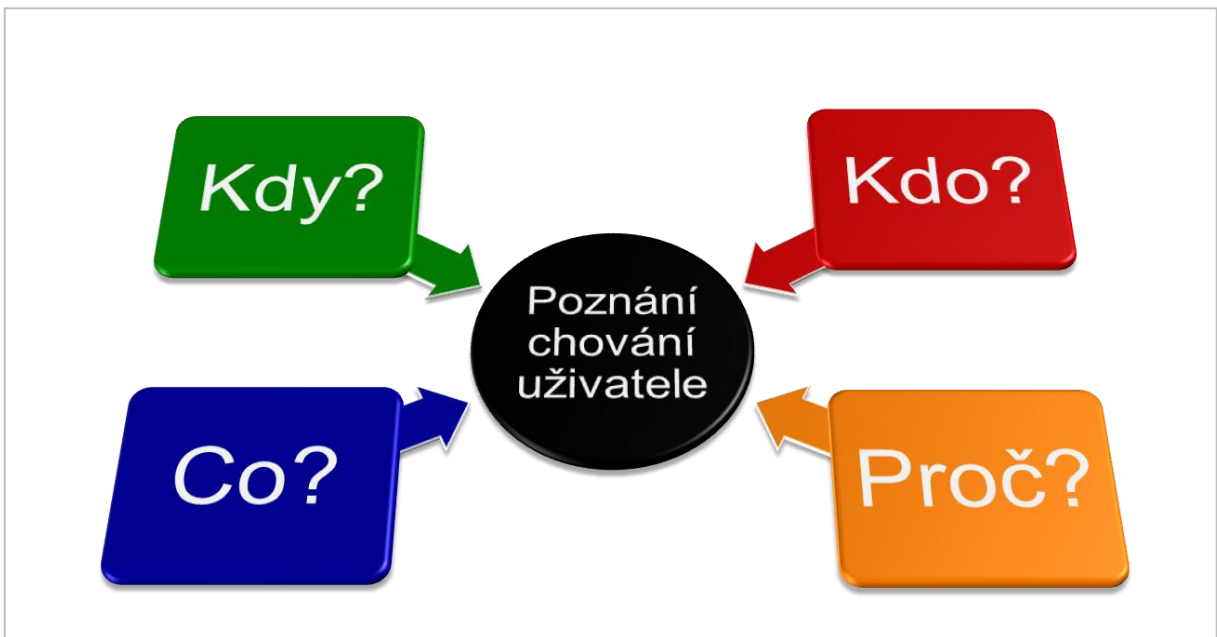 Kdy?
Kdo?
Poznání
chování
uživatele
Co?
Proč?